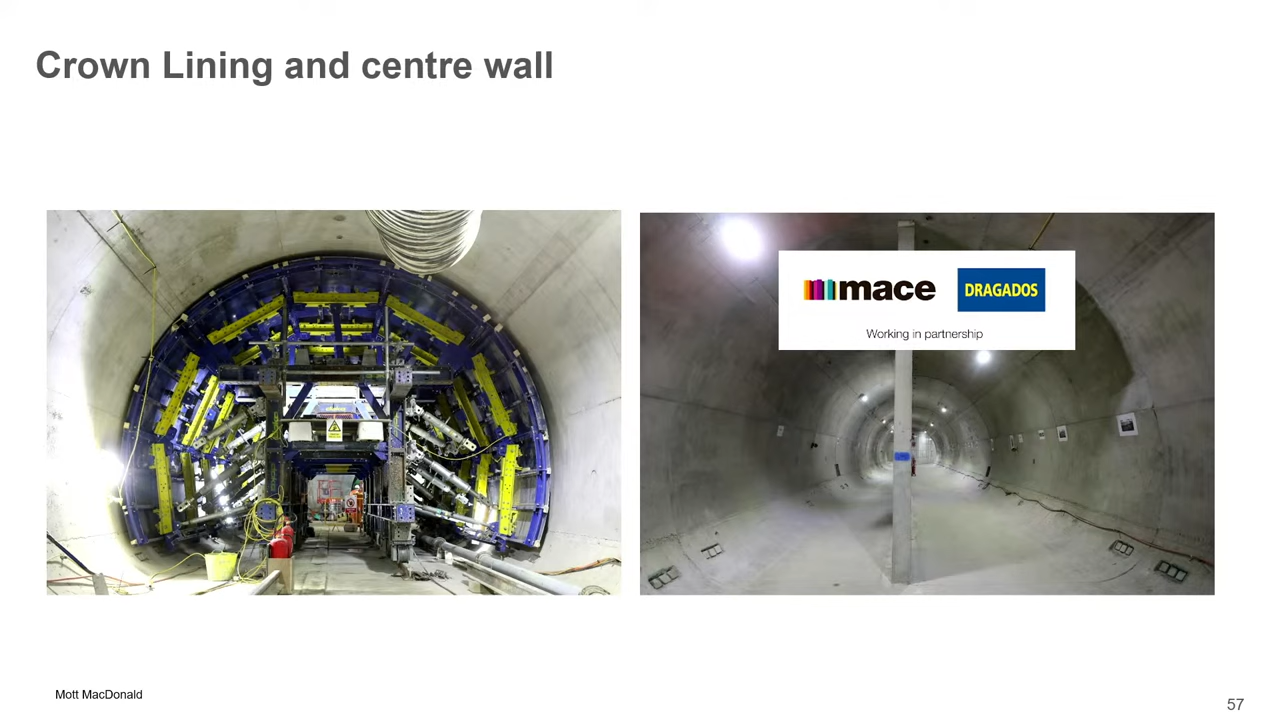 Crown Lining and centre wall
mace
DRAGADOS
Working in partnership
Mott MacDonald
57